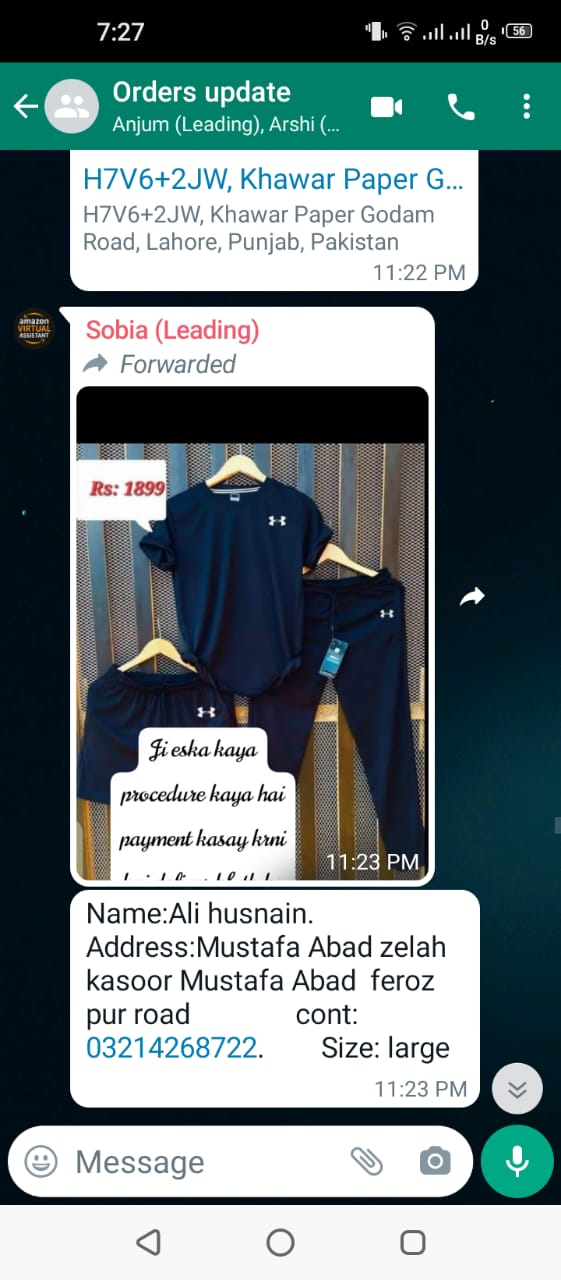 7:27
0
B/s
56
Orders update
Anjum (Leading), Arshi (...
H7V6+2JW, Khawar Paper G...
H7V6+2JW, Khawar Paper Godam
Road, Lahore, Punjab, Pakistan
11:22 PM
amazon
VIRTUAL
ASSISTANT
Sobia (Leading)
Forwarded
Rs: 1899
Ji eska kaya
procedure kaya hai
payment kasay krni
11:23 PM
Name:Ali husnain.
Address:Mustafa Abad zelah
kasoor Mustafa Abad feroz
pur road cont:
03214268722. Size: large
11:23 PM
Message